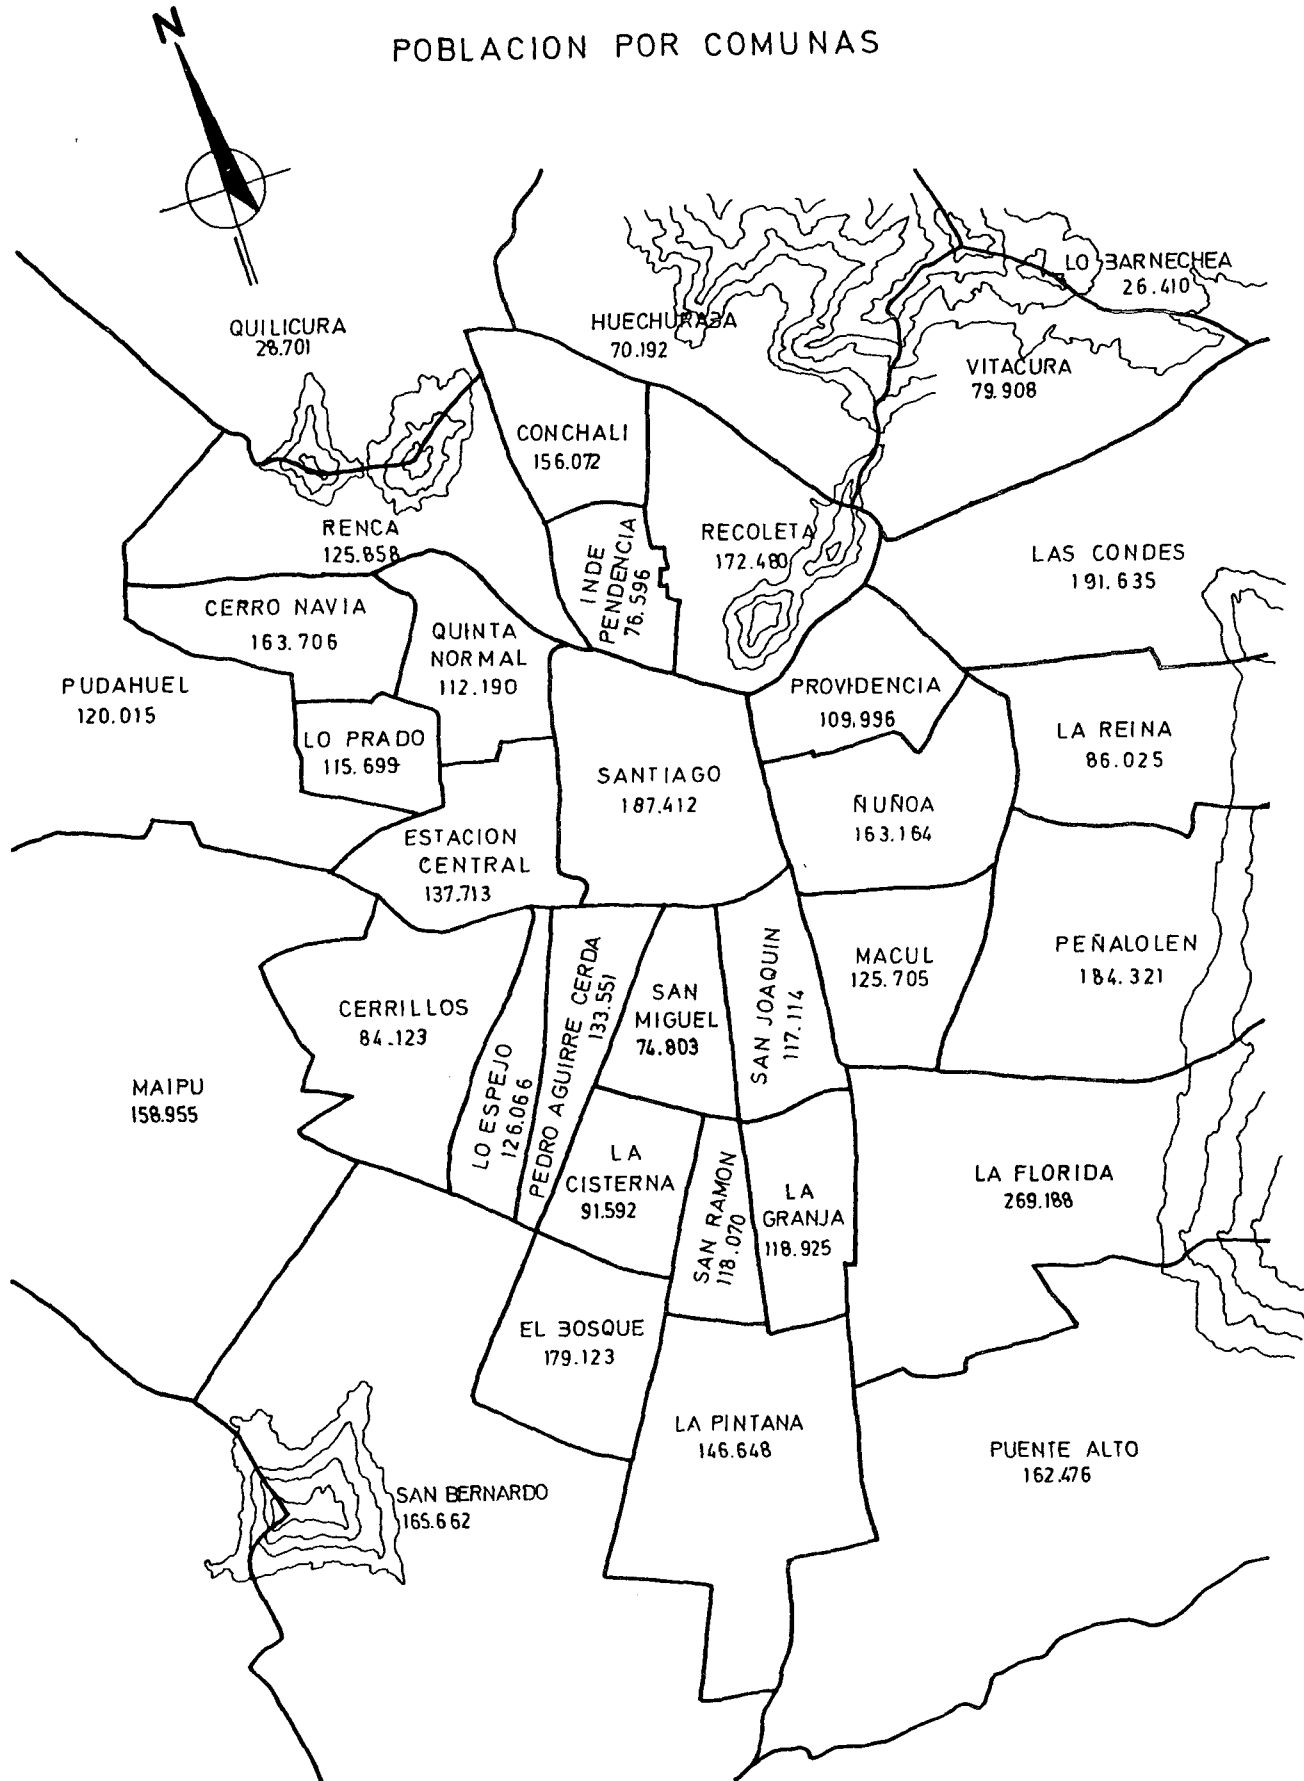 N
POBLACION POR COMUNAS
LO BARNECHEA
26.410
QUILICURA
28.701
HUECHURABA
70.192
VITACURA
79.908
CONCHALI
156.072
RENCA
125.858
INDE
PENDENCIA
76.596
RECOLETA
172.480
LAS CONDES
191.635
CERRO NAVIA
163.706
QUINTA
NORMAL
112.190
PUDAHUEL
120.015
PROVIDENCIA
109,996
LO PRADO
115.699
LA REINA
86.025
SANTIAGO
187.412
ÑUÑOA
163.164
ESTACION
CENTRAL
137.713
CERRILLOS
84.123
LO ESPEJO
126.066
PEDRO AGUIRRE CERDA
133.551
SAN
MIGUEL
74.803
SAN JOAQUIN
117.114
MACUL
125.705
PEÑALOLEN
184.321
MAIPU
158.955
LA
CISTERNA
91.592
SAN RAMON
118.070
LA
GRANJA
118.925
LA FLORIDA
269.188
EL BOSQUE
179.123
LA PINTANA
146.648
PUENTE ALTO
162.476
SAN BERNARDO
165.662